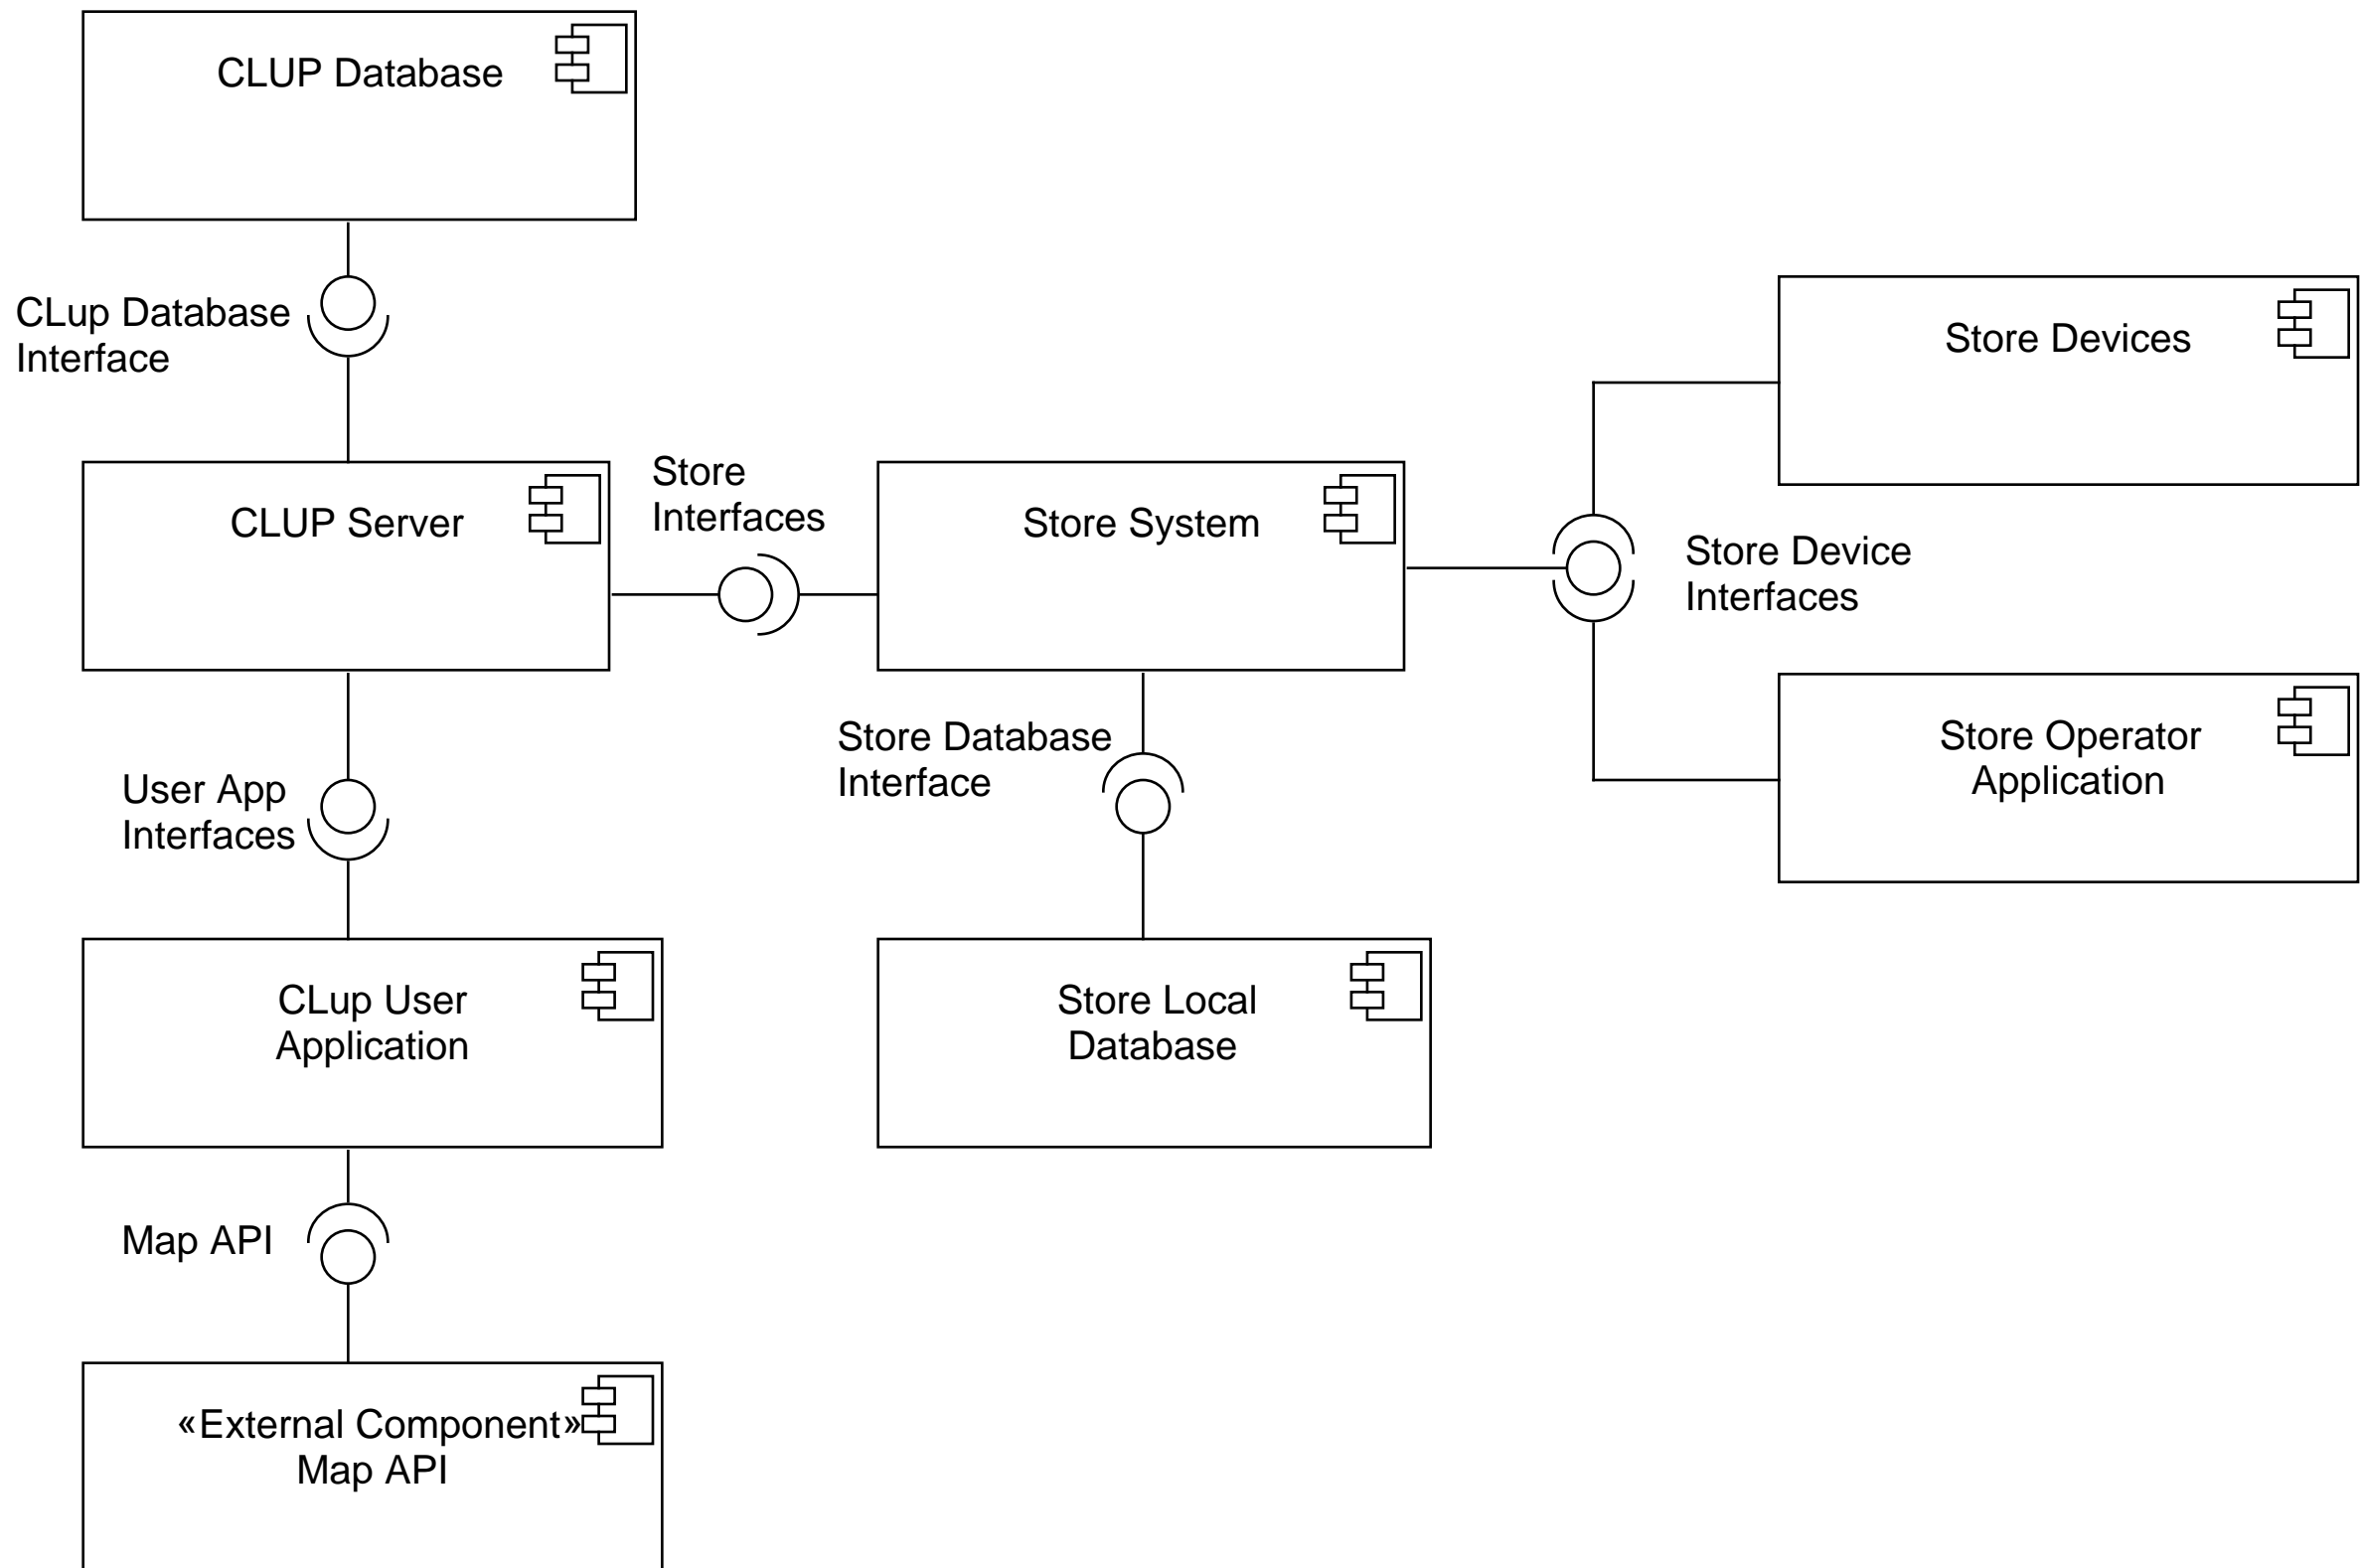 CLUP Database
CLup Database
Interface
Store Devices
CLUP Server
Store
Interfaces
Store System
Store Device
Interfaces
Store Operator
Application
User App
Interfaces
Store Database
Interface
CLup User
Application
Store Local
Database
Map API
«External Component»
Map API